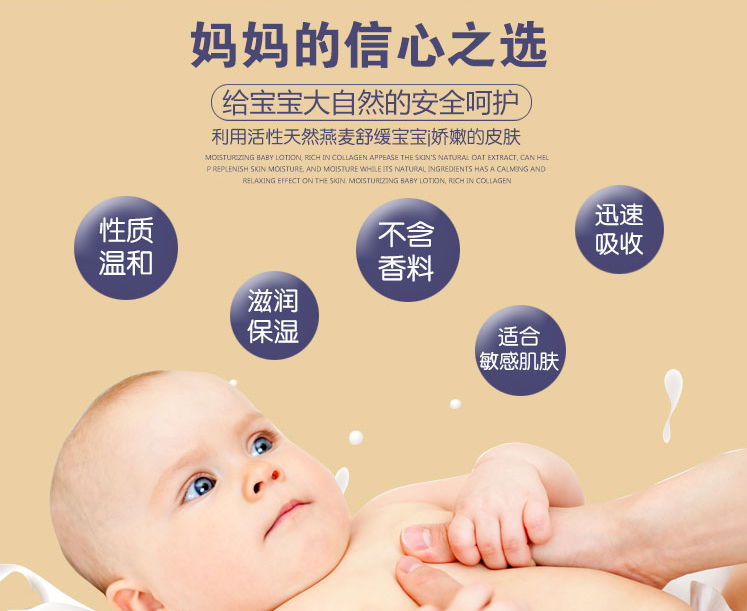 妈妈的信心之选
给宝宝大自然的安全呵护
利用活性天然燕麦舒缓宝宝|娇嫩的皮肤
MOISTURIZING BABY LOTION, RICH IN COLLAGEN APPEASE THE SKIN'S NATURAL OAT EXTRACT, CAN HEL
P REPLENISH SKIN MOISTURE, AND MOISTURE WHILE ITS NATURAL INGREDIENTS HAS A CALMING AND
RELAXING EFFECT ON THE SKIN. MOISTURIZING BABY LOTION, RICH IN COLLAGEN
性质
温和
滋润
保湿
不含
香料
适合
敏感肌肤
迅速
吸收